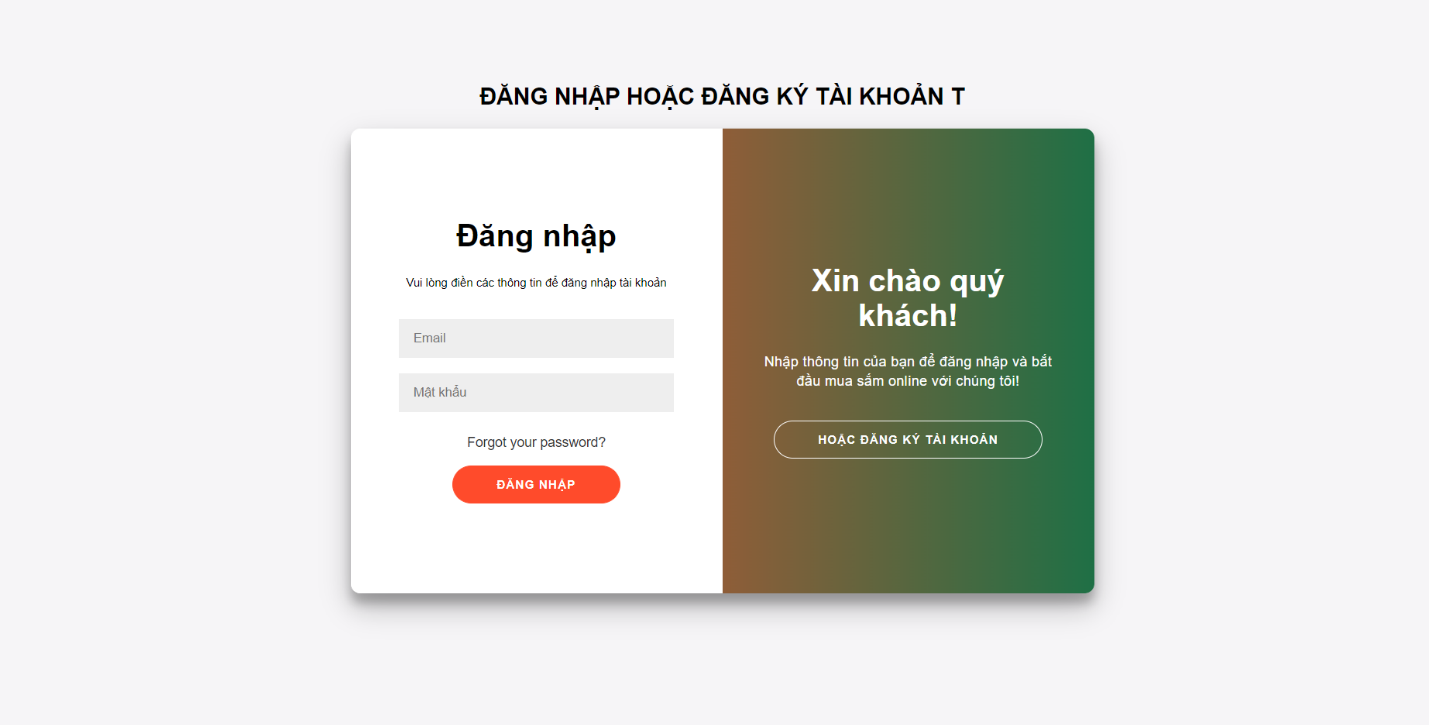 ĐĂNG NHẬP HOẶC ĐĂNG KÝ TÀI KHOẢN T
Đăng nhập
Vui lòng điền các thông tin để đăng nhập tài khoản
Email
Mật khẩu
Forgot your password?
ĐĂNG NHẬP
Xin chào quý
khách!
Nhập thông tin của bạn để đăng nhập và bắt
đầu mua sắm online với chúng tôi!
HOẶC ĐĂNG KÝ TÀI KHOẢN